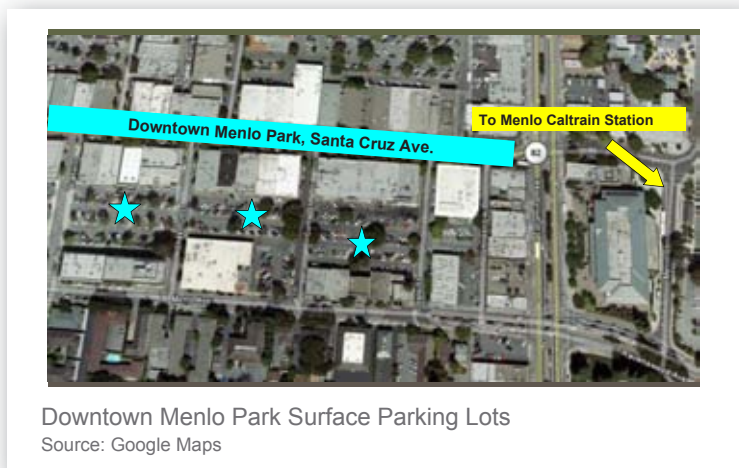 Downtown Menlo Park, Santa Cruz Ave.
To Menlo Caltrain Station
82
Downtown Menlo Park Surface Parking Lots
Source: Google Maps